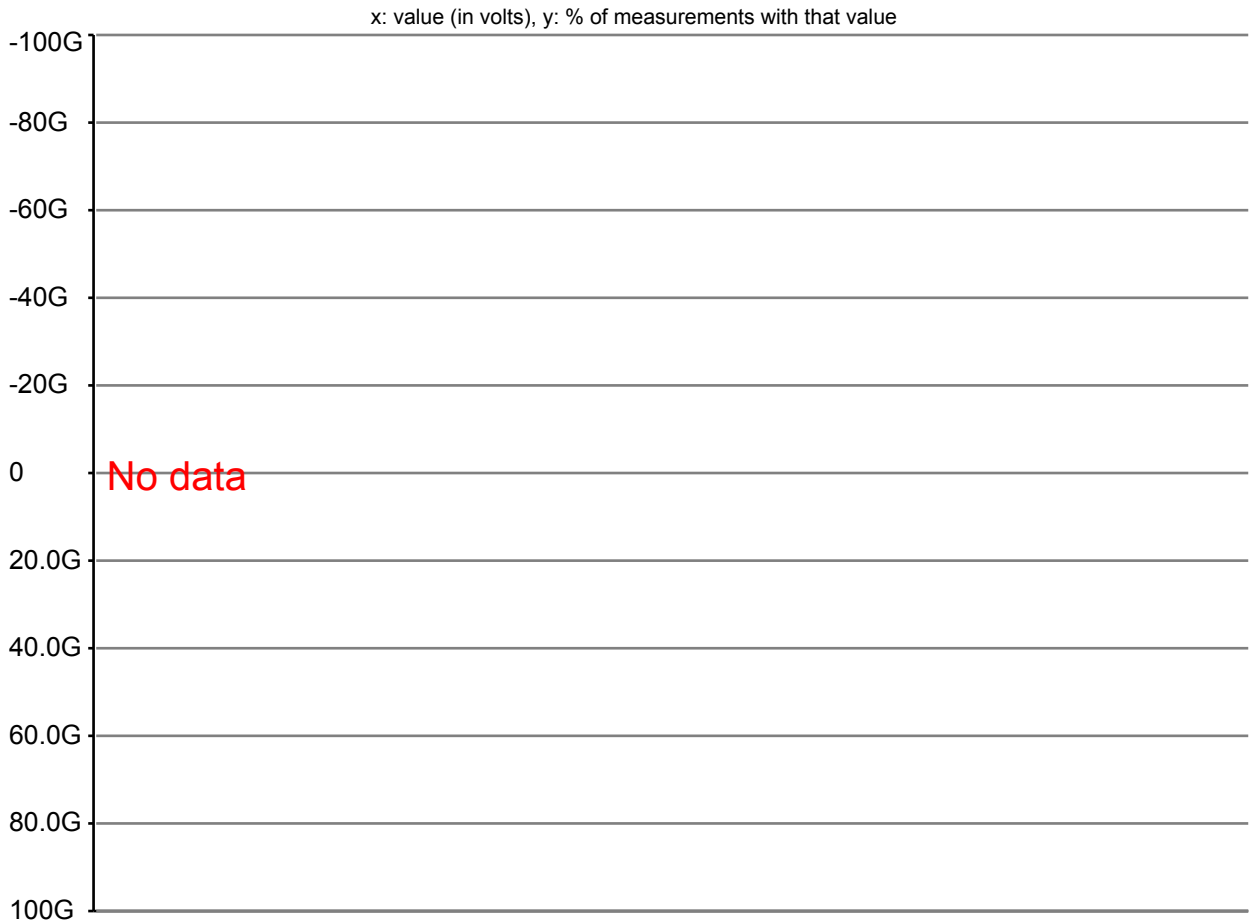 x: value (in volts), y: % of measurements with that value
-100G
-80G
-60G
-40G
-20G
0
No data
20.0G
40.0G
60.0G
80.0G
100G